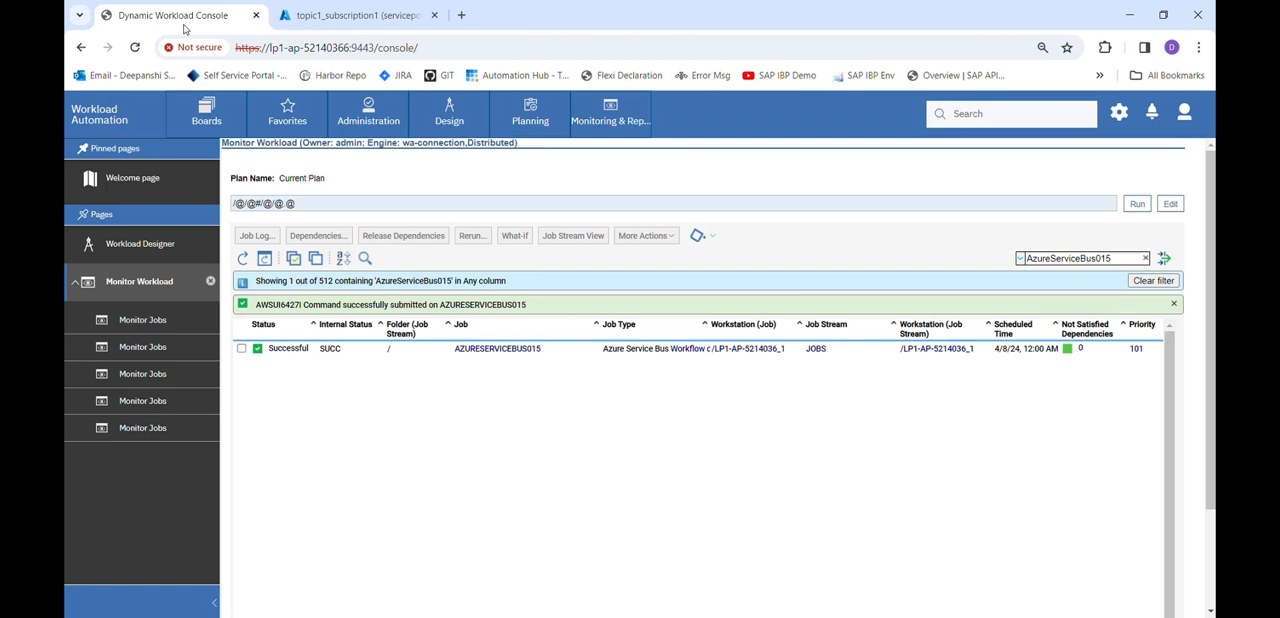 Dynamic Workload Console
topic1_subscription1 (servicepo
Not secure https://lp1-ap-52140366:9443/console/
Email - Deepanshi S... Self Service Portal -... Harbor Repo JIRA GIT Automation Hub - T... Flexi Declaration Error Msg SAP IBP Demo SAP IBP Env Overview | SAP API... » All Bookmarks
Workload Automation
Boards Favorites Administration Design Planning Monitoring & Rep...
Search
Pinned pages
Welcome page
Pages
Workload Designer
Monitor Workload
Monitor Jobs
Monitor Jobs
Monitor Jobs
Monitor Jobs
Monitor Jobs
Monitor Workload (Owner: admin; Engine: wa-connection,Distributed)
Plan Name: Current Plan
/@/@#/@/@.@
Run Edit
Job Log... Dependencies... Release Dependencies Rerun... What-if Job Stream View More Actions
AzureServiceBus015
Showing 1 out of 512 containing 'AzureServiceBus015' in Any column
Clear filter
AWSUI6427I Command successfully submitted on AZURESERVICEBUS015
Status Internal Status Folder (Job Stream) Job Job Type Workstation (Job) Job Stream Workstation (Job Stream) Scheduled Time Not Satisfied Dependencies Priority
Successful SUCC / AZURESERVICEBUS015 Azure Service Bus Workflow c /LP1-AP-5214036_1 JOBS /LP1-AP-5214036_1 4/8/24, 12:00 AM 0 101